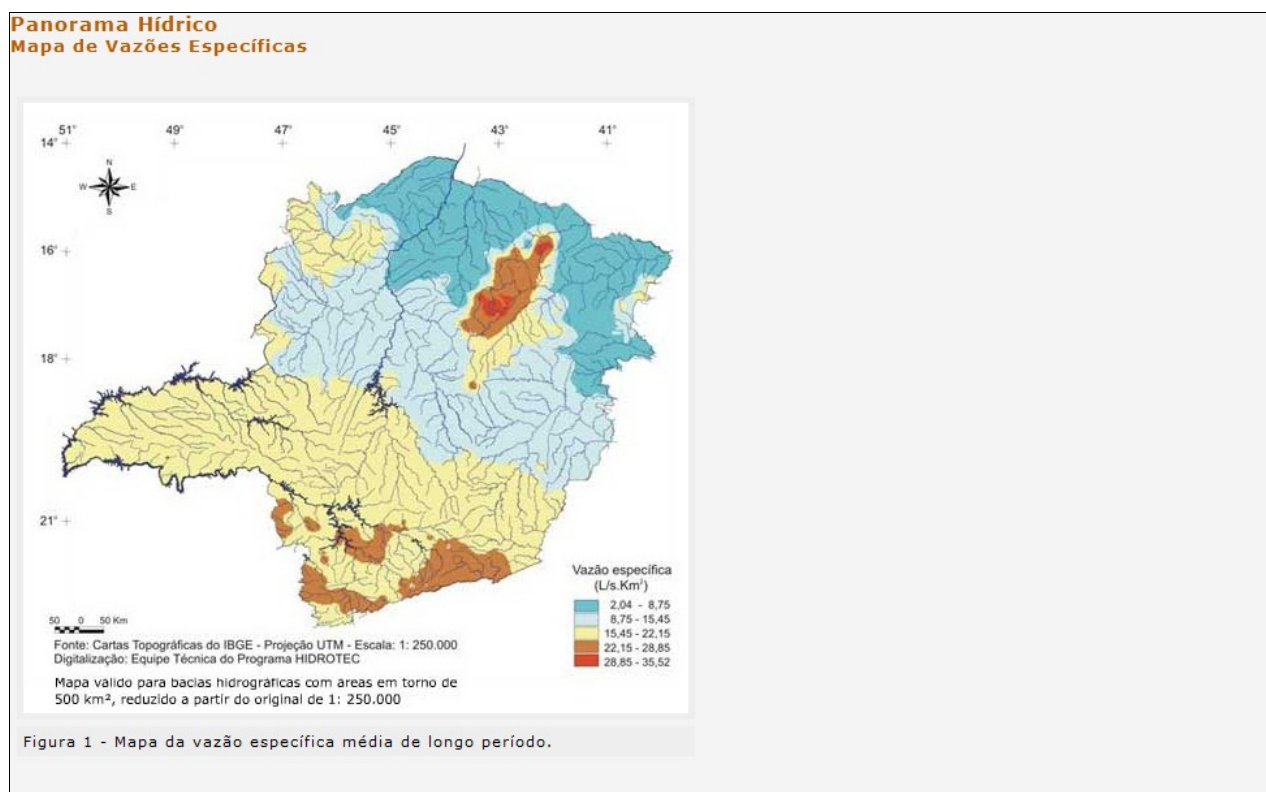 Panorama Hídrico
Mapa de Vazões Específicas
51° 49° 47° 45° 43° 41°
14°
N
W E
S
16°
18°
21°
Vazão específica
(L/s.Km²)
2,04 - 8,75
8,75 - 15,45
15,45 - 22,15
22,15 - 28,85
28,85 - 35,52
50 0 50 Km
Fonte: Cartas Topográficas do IBGE - Projeção UTM - Escala: 1: 250.000
Digitalização: Equipe Técnica do Programa HIDROTEC
Mapa válido para bacias hidrográficas com areas em torno de
500 km², reduzido a partir do original de 1: 250.000
Figura 1 - Mapa da vazão específica média de longo período.